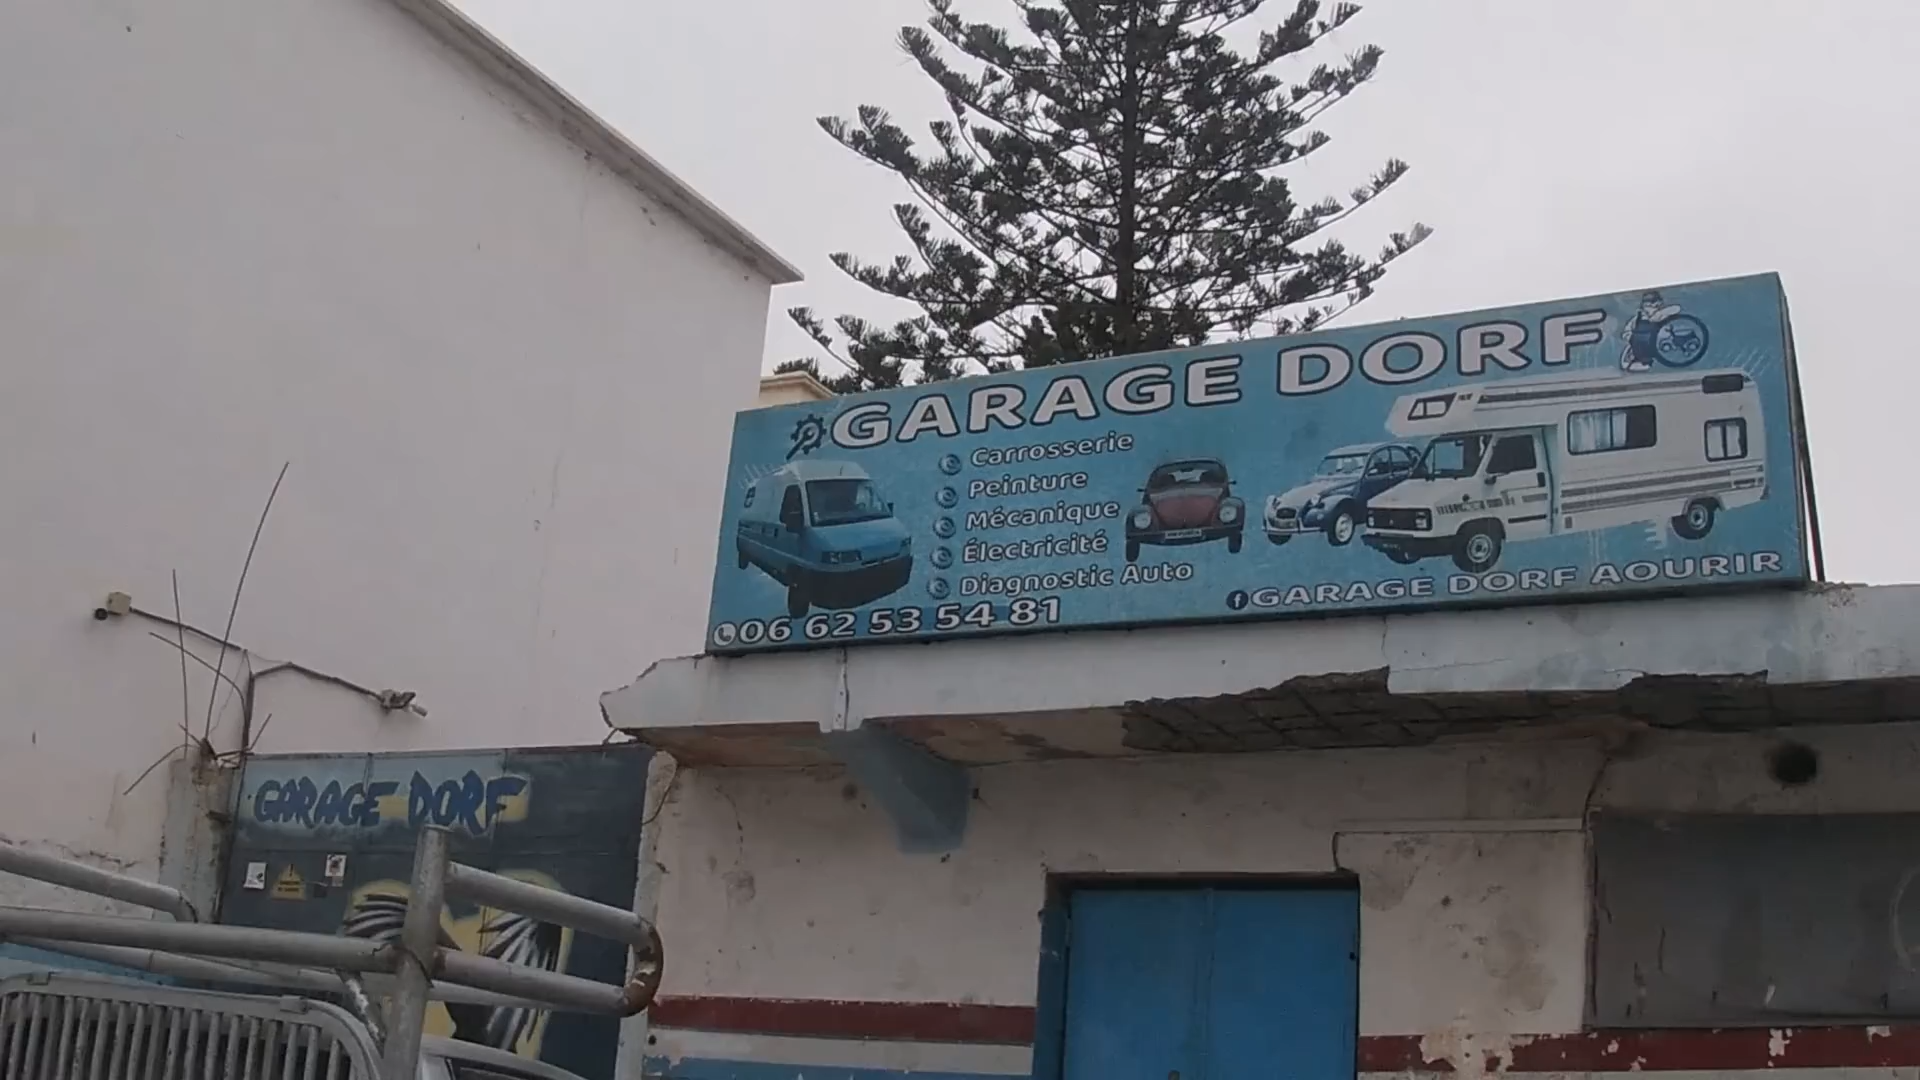 GARAGE DORF
Carrosserie
Peinture
Mécanique
Électricité
Diagnostic Auto
06 62 53 54 81
GARAGE DORF AOURIR
GARAGE DORF